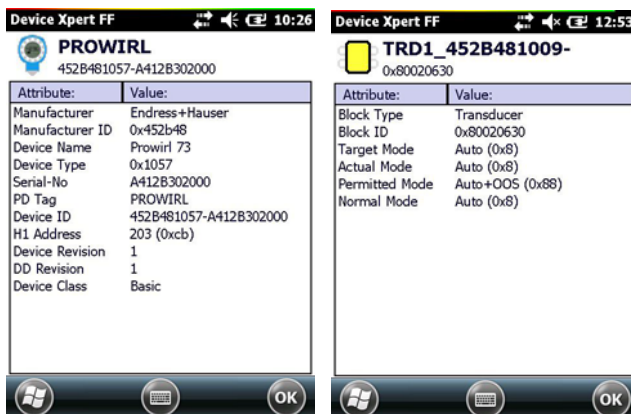 Device Xpert FF 10:26
PROWIRL
452B481057-A412B302000
Attribute: Value:
Manufacturer Endress+Hauser
Manufacturer ID 0x452b48
Device Name Prowirl 73
Device Type 0x1057
Serial-No A412B302000
PD Tag PROWIRL
Device ID 452B481057-A412B302000
H1 Address 203 (0xcb)
Device Revision 1
DD Revision 1
Device Class Basic
OK
Device Xpert FF 12:53
TRD1_452B481009-
0x80020630
Attribute: Value:
Block Type Transducer
Block ID 0x80020630
Target Mode Auto (0x8)
Actual Mode Auto (0x8)
Permitted Mode Auto+OOS (0x88)
Normal Mode Auto (0x8)
OK